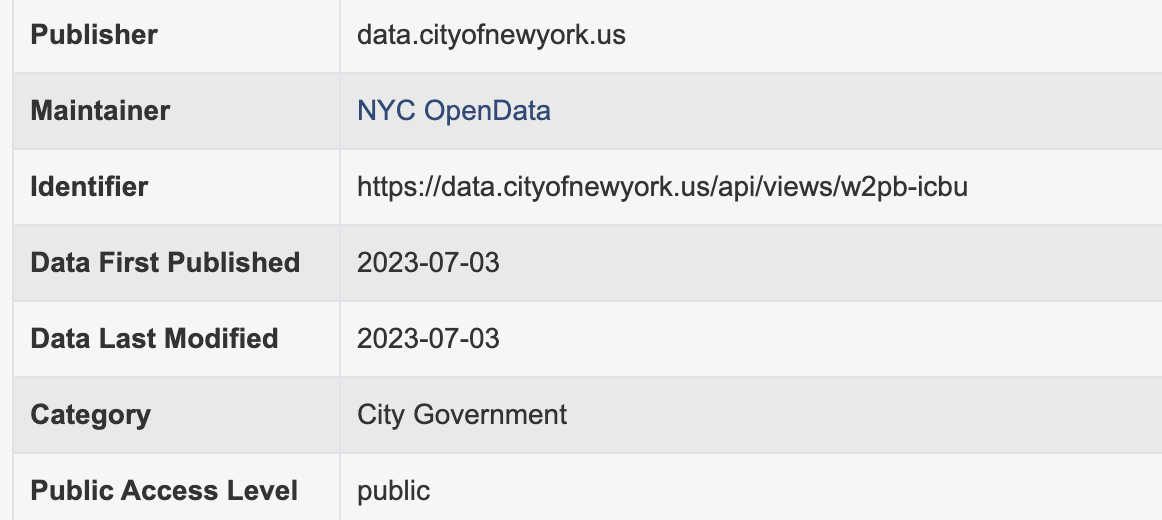 Publisher data.cityofnewyork.us
Maintainer NYC OpenData
Identifier https://data.cityofnewyork.us/api/views/w2pb-icbu
Data First Published 2023-07-03
Data Last Modified 2023-07-03
Category City Government
Public Access Level public